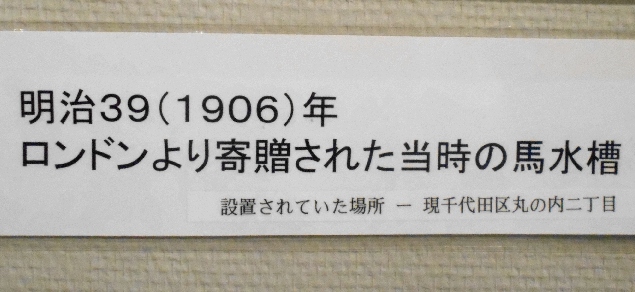 明治39（1906）年
ロンドンより寄贈された当時の馬水槽
設置されていた場所 － 現千代田区丸の内二丁目